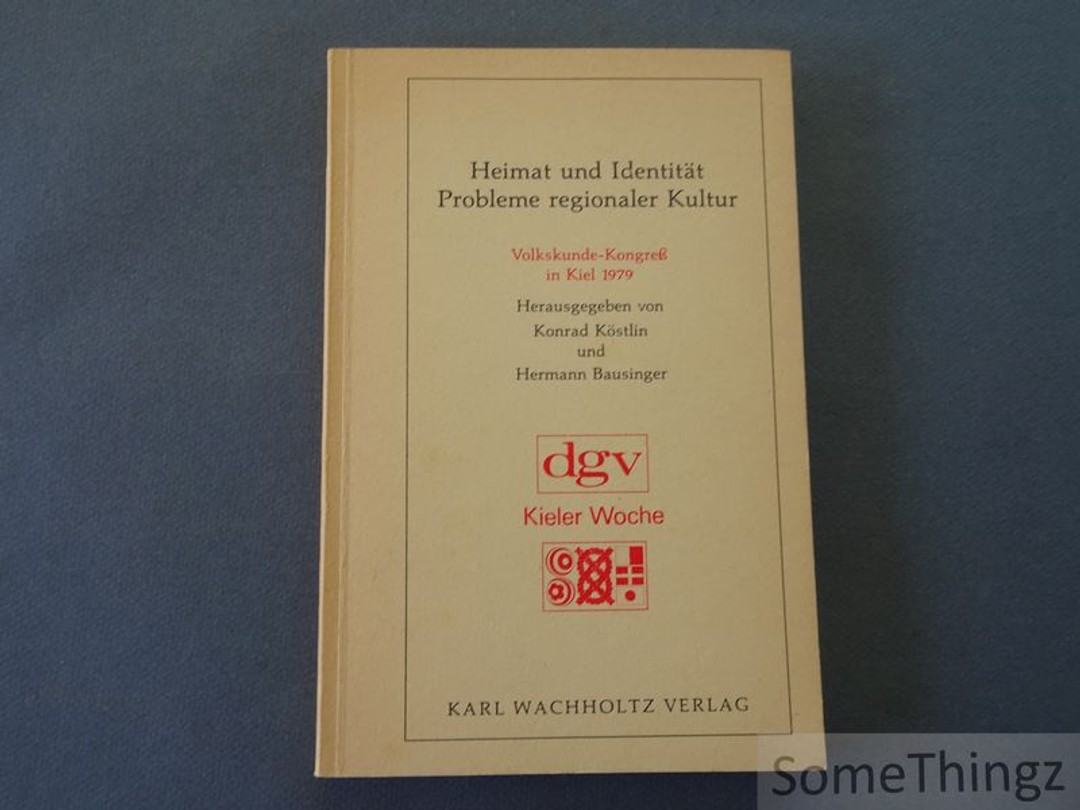 Heimat und Identität
Probleme regionaler Kultur
Volkskunde-Kongreß
in Kiel 1979
Herausgegeben von
Konrad Köstlin
und
Hermann Bausinger
dgv
Kieler Woche
KARL WACHHOLTZ VERLAG
SomeThingz